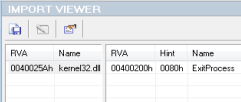 IMPORT VIEWER
RVA Name RVA Hint Name
0040025Ah kernel32.dll 00400200h 0080h ExitProcess